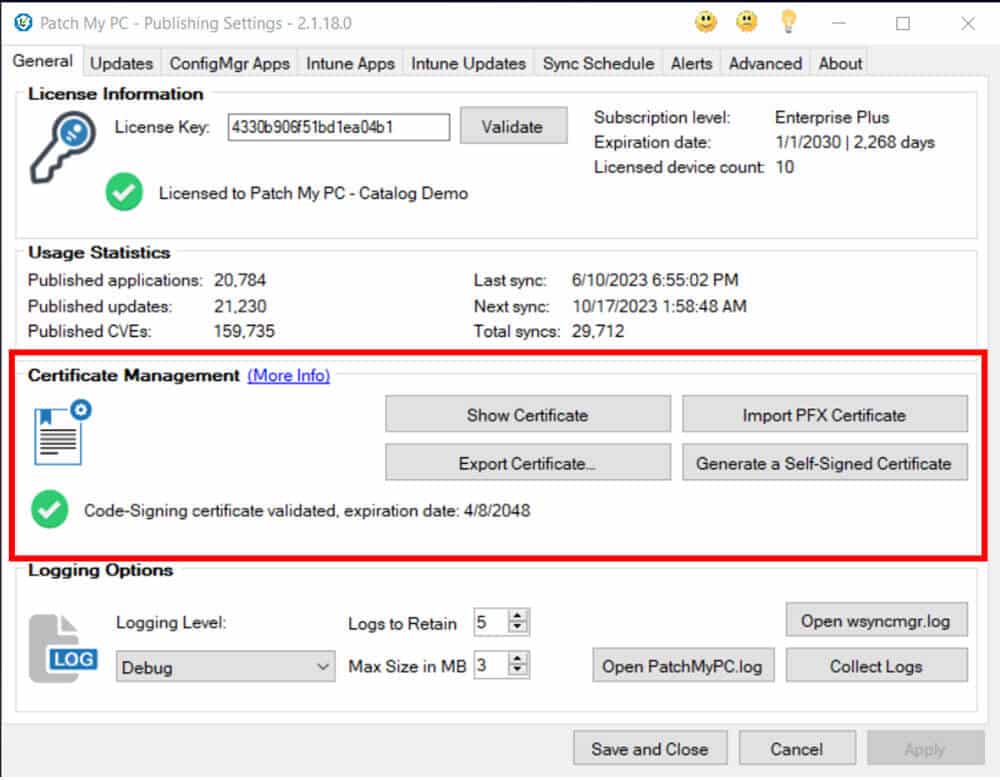 Patch My PC - Publishing Settings - 2.1.18.0
General Updates ConfigMgr Apps Intune Apps Intune Updates Sync Schedule Alerts Advanced About
License Information
License Key: 4330b906f51bd1ea04b1 Validate
Subscription level: Enterprise Plus
Expiration date: 1/1/2030 | 2,268 days
Licensed device count: 10
Licensed to Patch My PC - Catalog Demo
Usage Statistics
Published applications: 20,784 Last sync: 6/10/2023 6:55:02 PM
Published updates: 21,230 Next sync: 10/17/2023 1:58:48 AM
Published CVEs: 159,735 Total syncs: 29,712
Certificate Management (More Info)
Show Certificate Import PFX Certificate
Export Certificate... Generate a Self-Signed Certificate
Code-Signing certificate validated, expiration date: 4/8/2048
Logging Options
Logging Level: Logs to Retain 5 Open wsyncmgr.log
LOG Debug Max Size in MB 3 Open PatchMyPC.log Collect Logs
Save and Close Cancel Apply